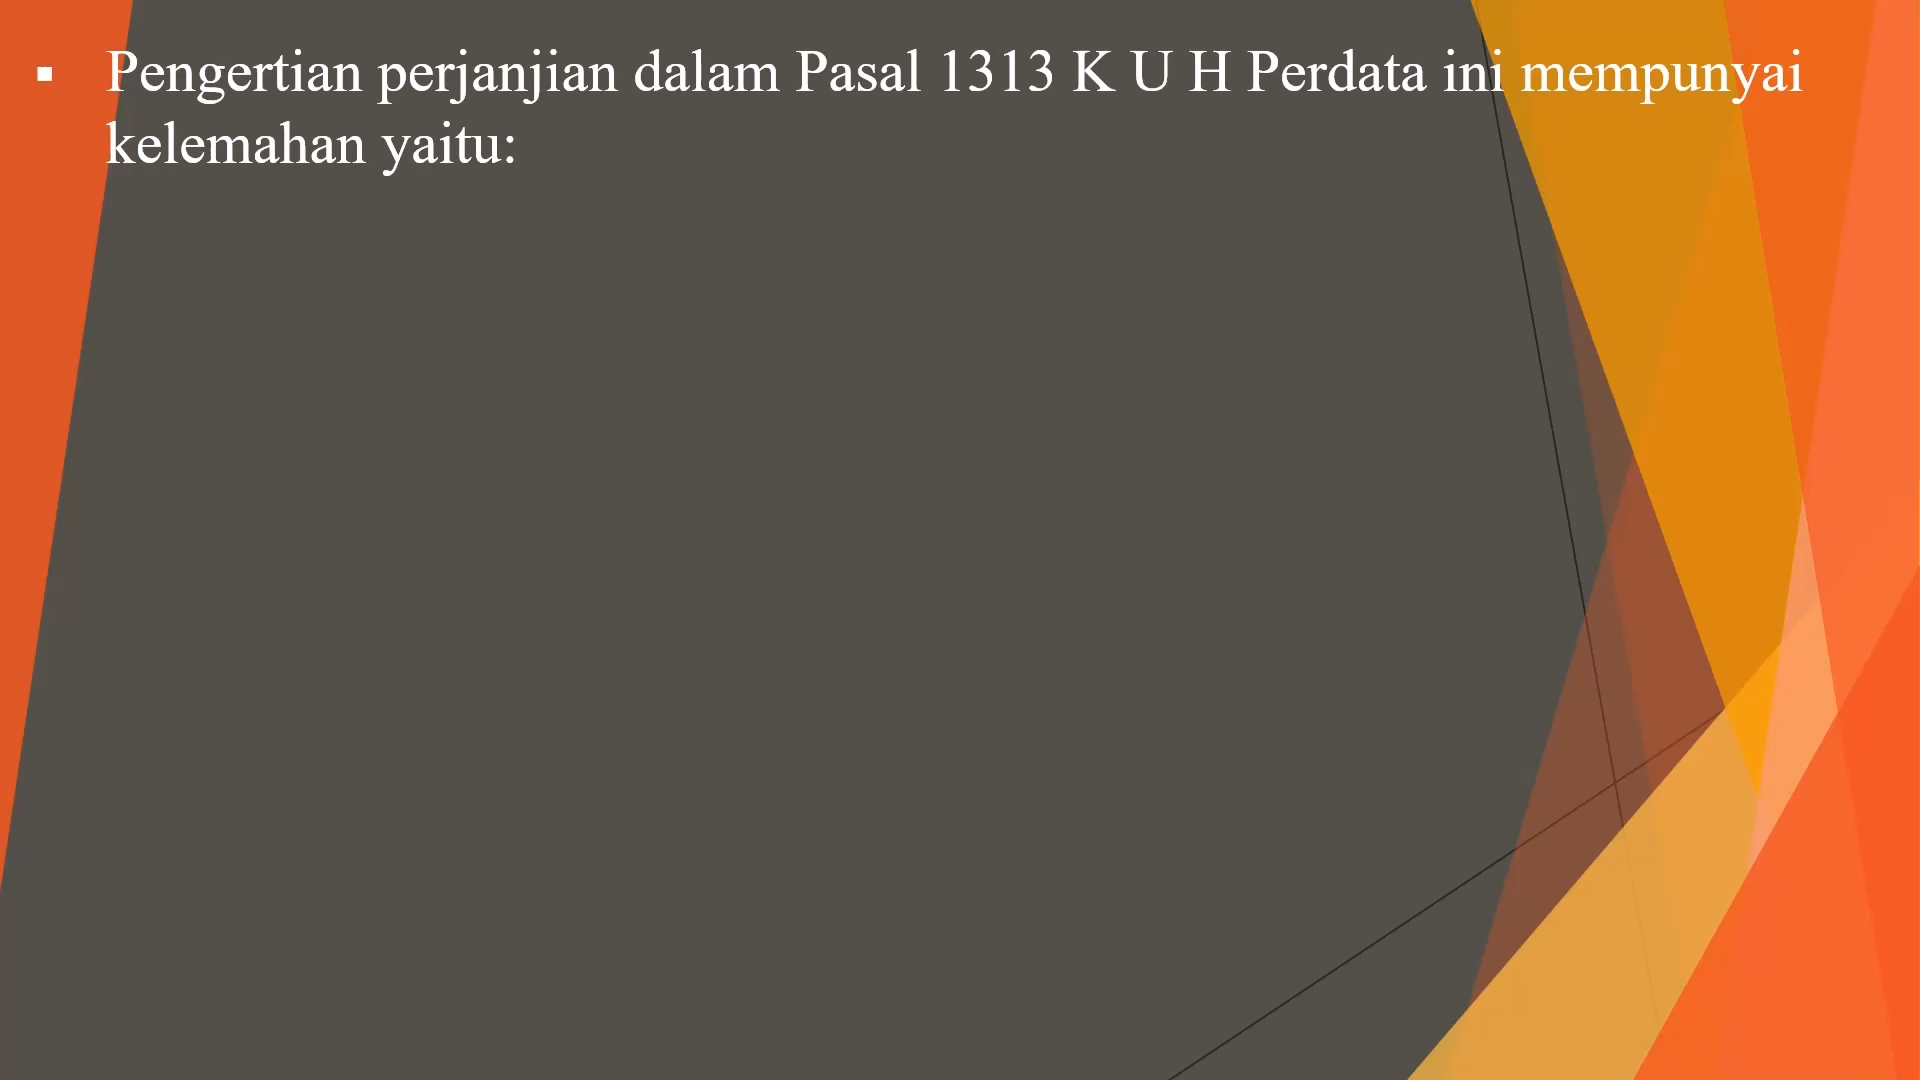 ▪ Pengertian perjanjian dalam Pasal 1313 K U H Perdata ini mempunyai
kelemahan yaitu: